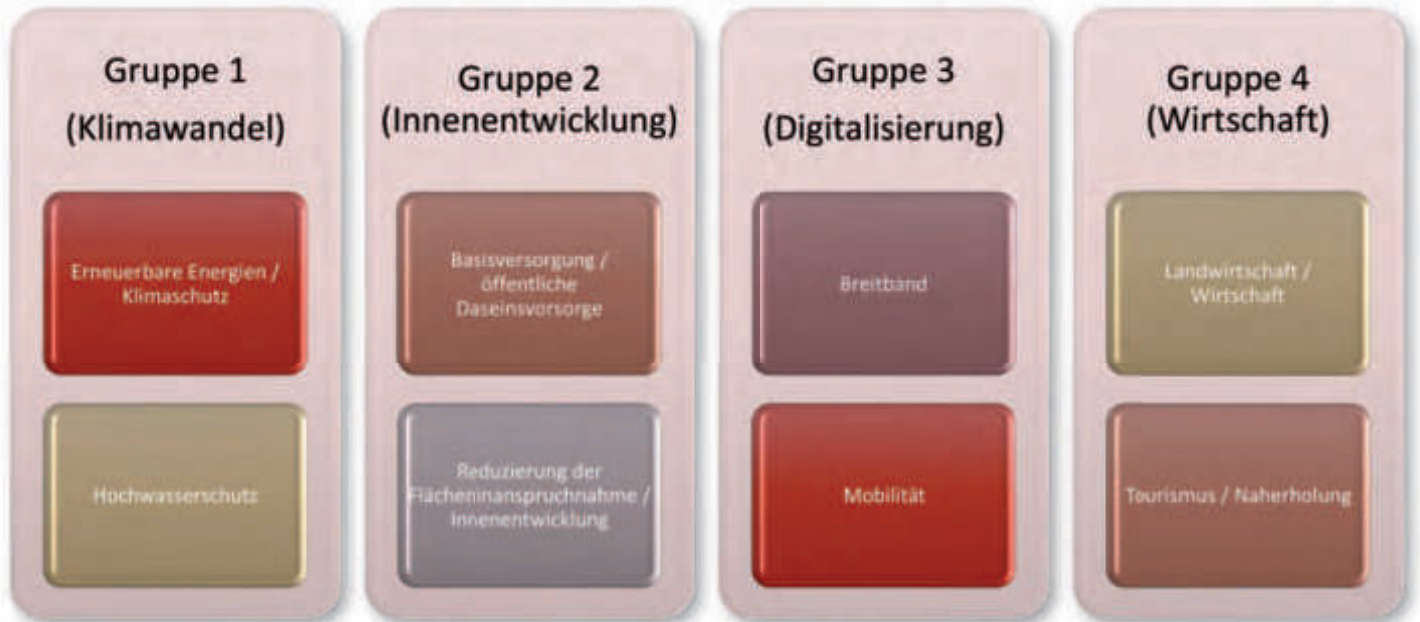 Gruppe 1
(Klimawandel)
Erneuerbare Energien /
Klimaschutz
Hochwasserschutz
Gruppe 2
(Innenentwicklung)
Basisversorgung /
öffentliche
Daseinsvorsorge
Reduzierung der
Flächeninanspruchnahme /
Innenentwicklung
Gruppe 3
(Digitalisierung)
Breitband
Mobilität
Gruppe 4
(Wirtschaft)
Landwirtschaft /
Wirtschaft
Tourismus / Naherholung